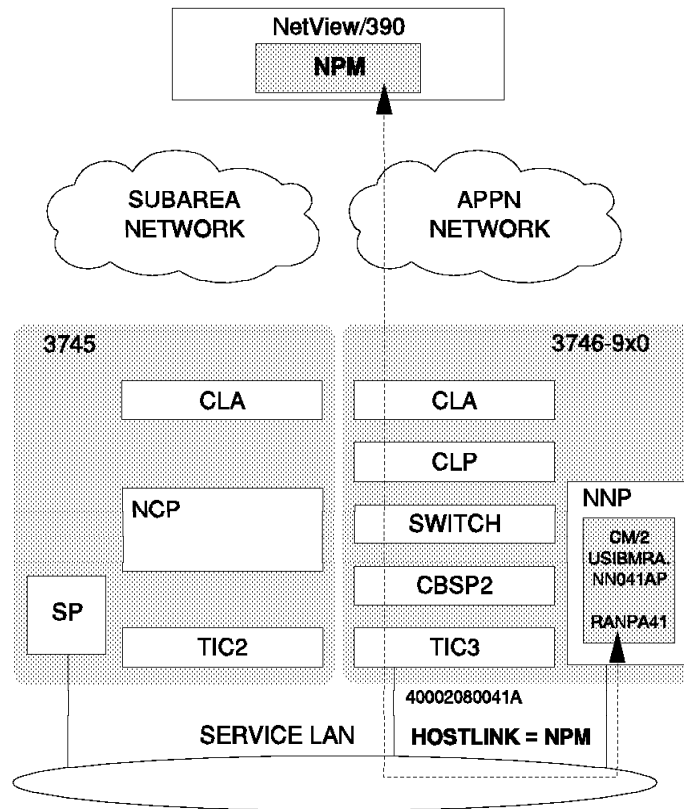 NetView/390
NPM
SUBAREA
NETWORK
APPN
NETWORK
3745
3746-9x0
CLA
CLA
CLP
NCP
SWITCH
NNP
CM/2
USIBMRA.
NN041AP
RANPA41
SP
CBSP2
TIC2
TIC3
40002080041A
SERVICE LAN
HOSTLINK = NPM